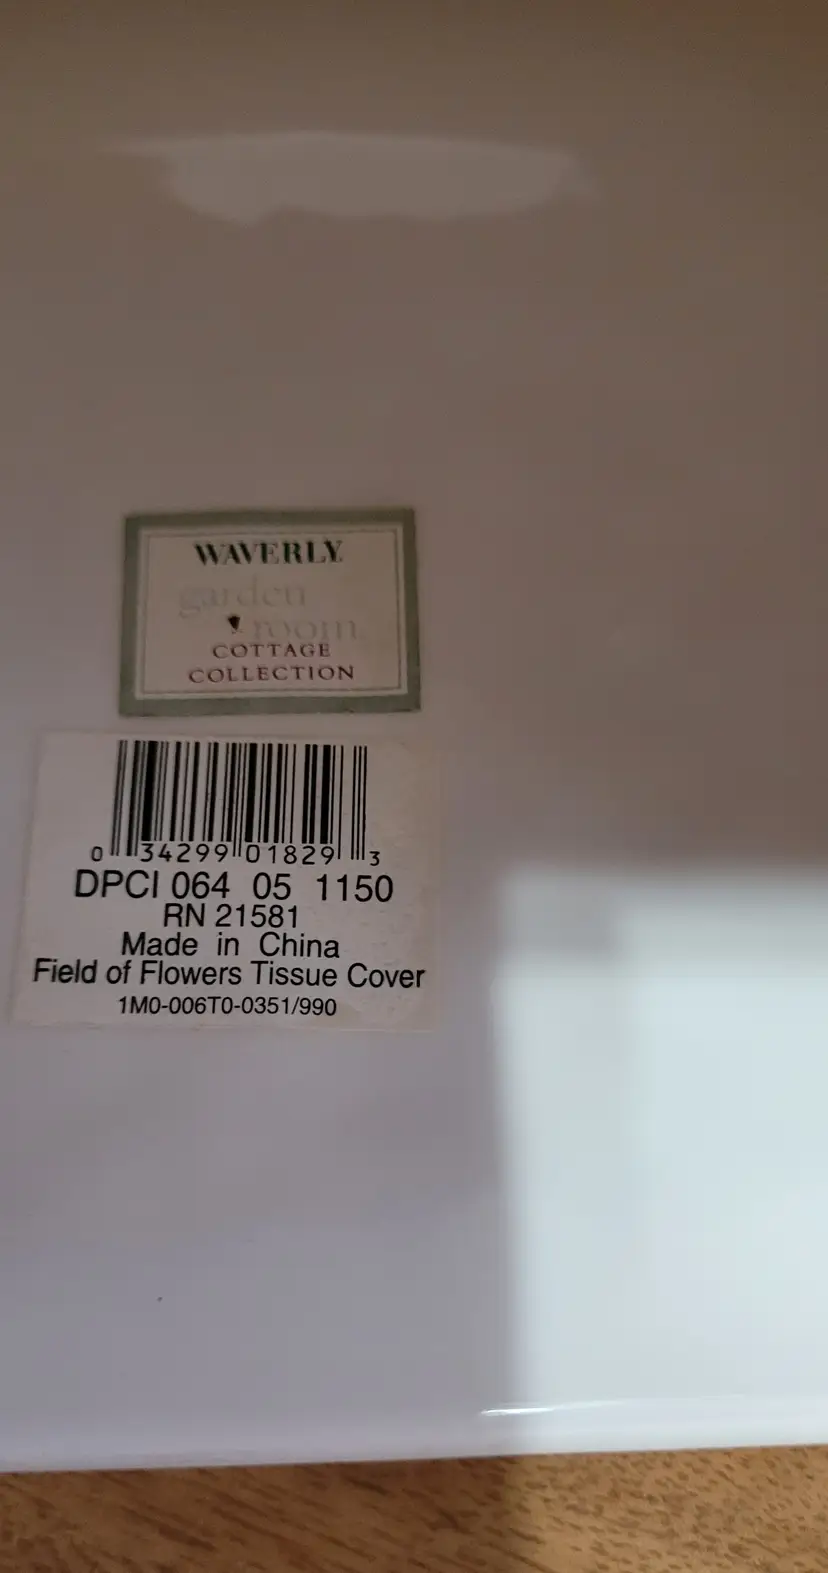 WAVERLY
garden
room
COTTAGE
COLLECTION
0 34299 01829 3
DPCI 064 05 1150
RN 21581
Made in China
Field of Flowers Tissue Cover
1M0-006T0-0351/990